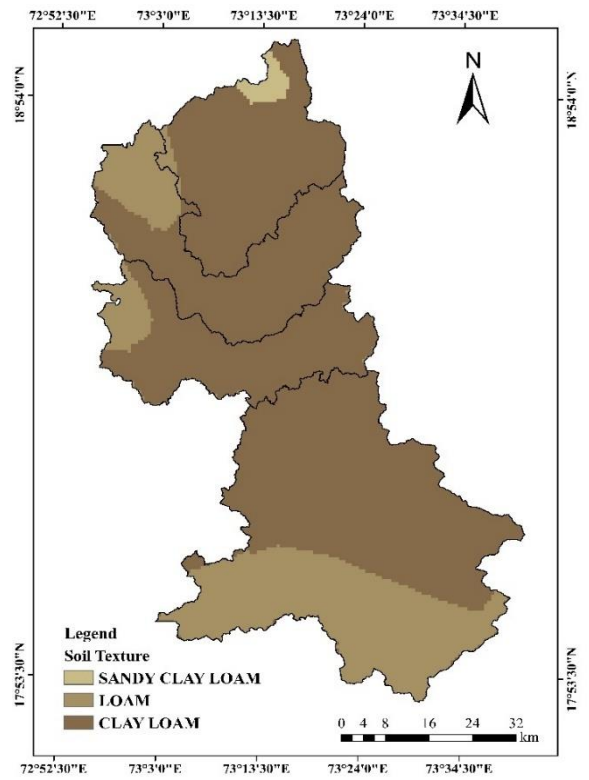 72°52'30"E 73°3'0"E 73°13'30"E 73°24'0"E 73°34'30"E
N
18°54'0"N 18°54'0"N
Legend
Soil Texture
SANDY CLAY LOAM
LOAM
CLAY LOAM
17°53'30"N 17°53'30"N
0 4 8 16 24 32
km
72°52'30"E 73°3'0"E 73°13'30"E 73°24'0"E 73°34'30"E